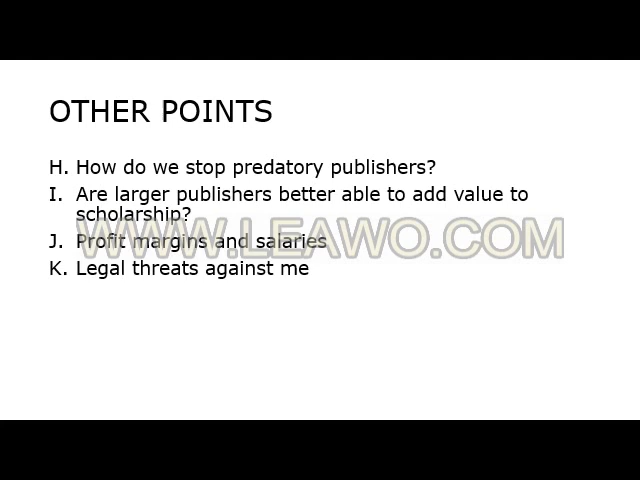 OTHER POINTS
H. How do we stop predatory publishers?
I. Are larger publishers better able to add value to
scholarship?
WWW.LEAWO.COM
J. Profit margins and salaries
K. Legal threats against me